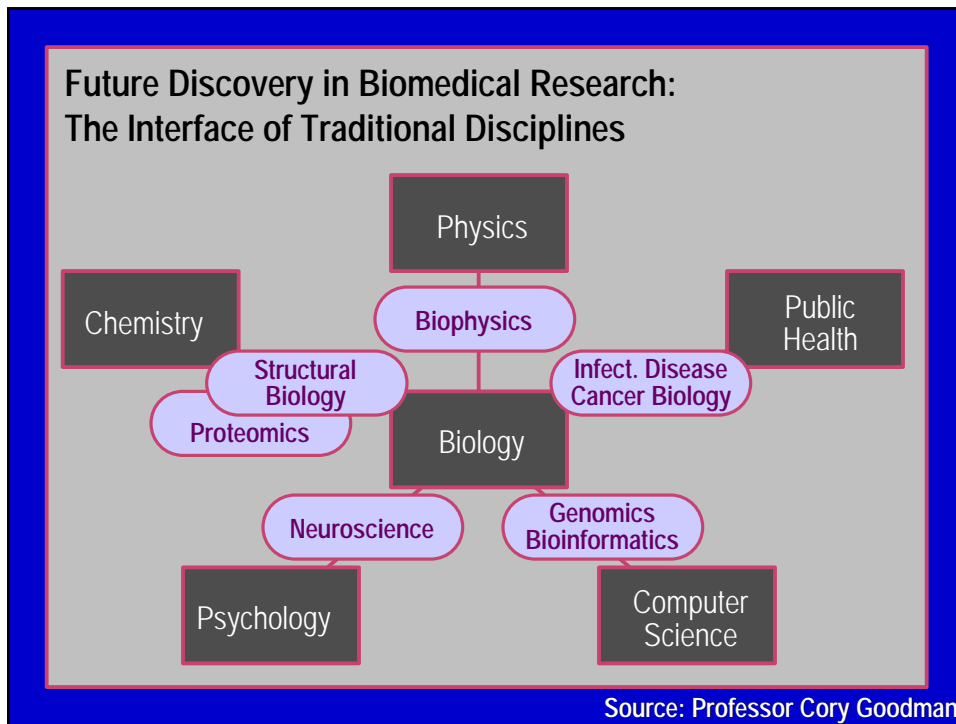 Future Discovery in Biomedical Research:
The Interface of Traditional Disciplines
Physics
Chemistry
Biophysics
Public
Health
Structural
Biology
Infect. Disease
Cancer Biology
Proteomics
Biology
Neuroscience
Genomics
Bioinformatics
Psychology
Computer
Science
Source: Professor Cory Goodman